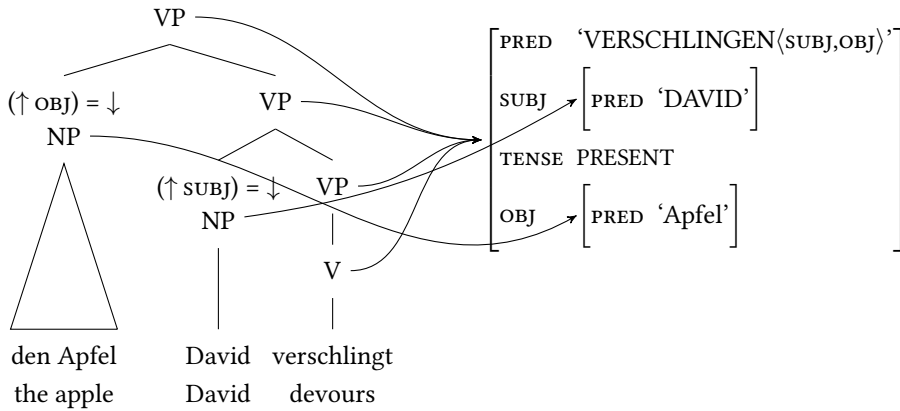 VP
[PRED ‘VERSCHLINGEN⟨SUBJ,OBJ⟩’
(↑ OBJ) = ↓ VP SUBJ [PRED ‘DAVID’]
NP
TENSE PRESENT
(↑ SUBJ) = ↓ VP
NP OBJ [PRED ‘Apfel’]]
V
den Apfel David verschlingt
the apple David devours